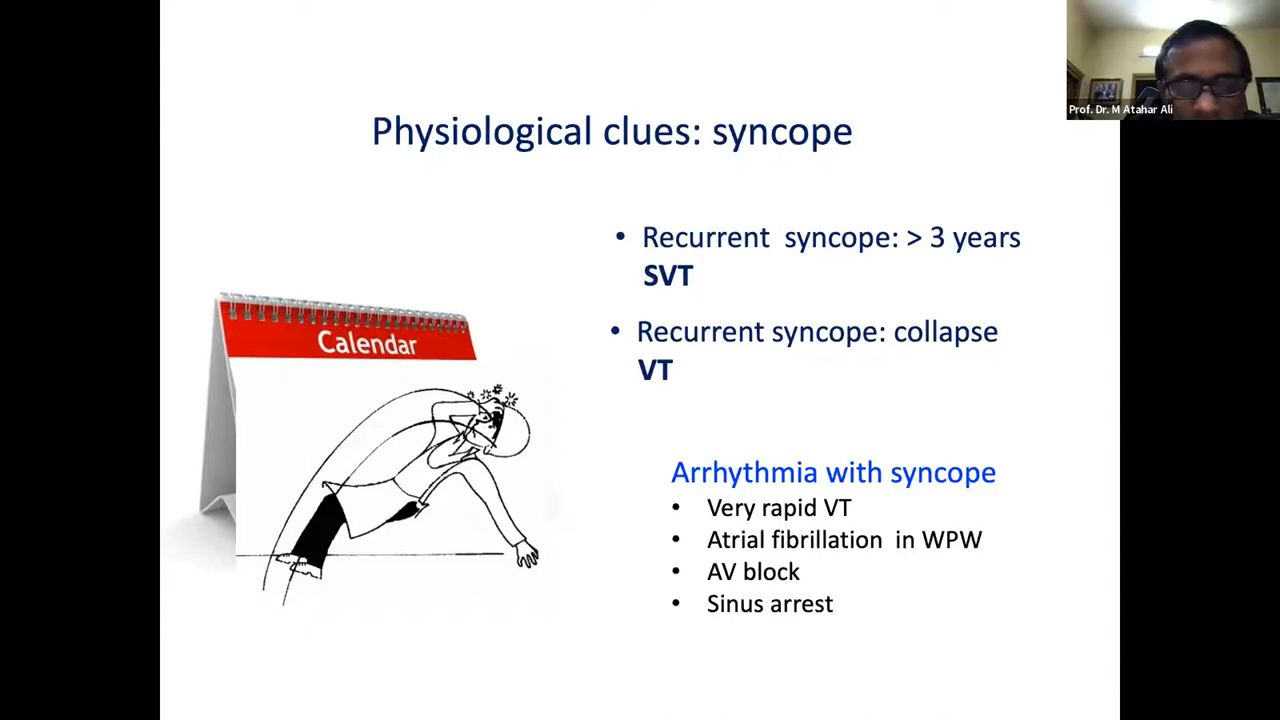 Prof. Dr. M Atahar Ali
Physiological clues: syncope
• Recurrent syncope: > 3 years
SVT
• Recurrent syncope: collapse
VT
Calendar
Arrhythmia with syncope
• Very rapid VT
• Atrial fibrillation in WPW
• AV block
• Sinus arrest